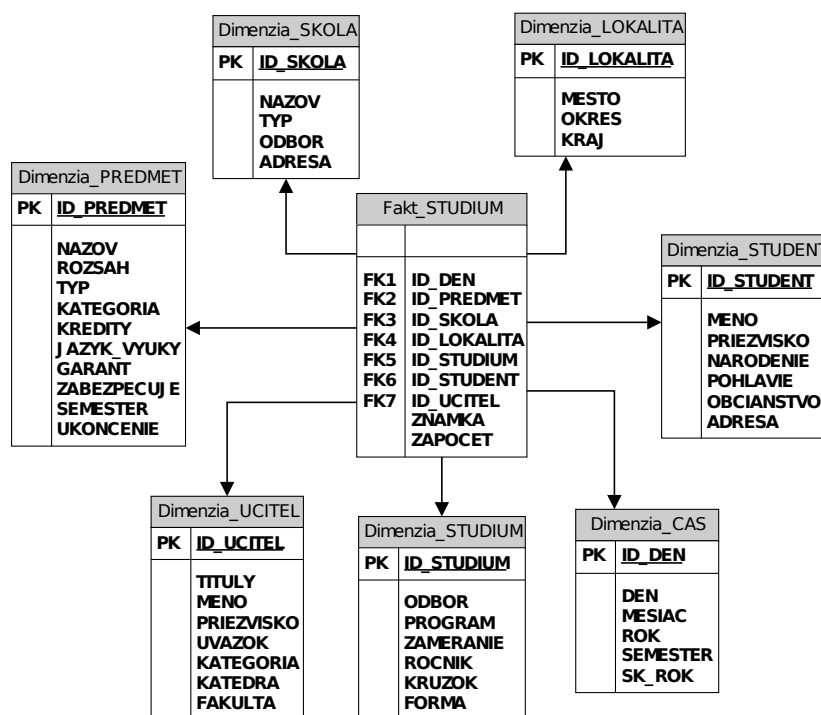 Dimenzia_SKOLA
PK ID_SKOLA
NAZOV
TYP
ODBOR
ADRESA
Dimenzia_LOKALITA
PK ID_LOKALITA
MESTO
OKRES
KRAJ
Dimenzia_PREDMET
PK ID_PREDMET
NAZOV
ROZSAH
TYP
KATEGORIA
KREDITY
JAZYK_VYUKY
GARANT
ZABEZPECUJE
SEMESTER
UKONCENIE
Fakt_STUDIUM
FK1 ID_DEN
FK2 ID_PREDMET
FK3 ID_SKOLA
FK4 ID_LOKALITA
FK5 ID_STUDIUM
FK6 ID_STUDENT
FK7 ID_UCITEL
ZNAMKA
ZAPOCET
Dimenzia_STUDENT
PK ID_STUDENT
MENO
PRIEZVISKO
NARODENIE
POHLAVIE
OBCIANSTVO
ADRESA
Dimenzia_UCITEL
PK ID_UCITEL
TITULY
MENO
PRIEZVISKO
UVAZOK
KATEGORIA
KATEDRA
FAKULTA
Dimenzia_STUDIUM
PK ID_STUDIUM
ODBOR
PROGRAM
ZAMERANIE
ROCNIK
KRUZOK
FORMA
Dimenzia_CAS
PK ID_DEN
DEN
MESIAC
ROK
SEMESTER
SK_ROK